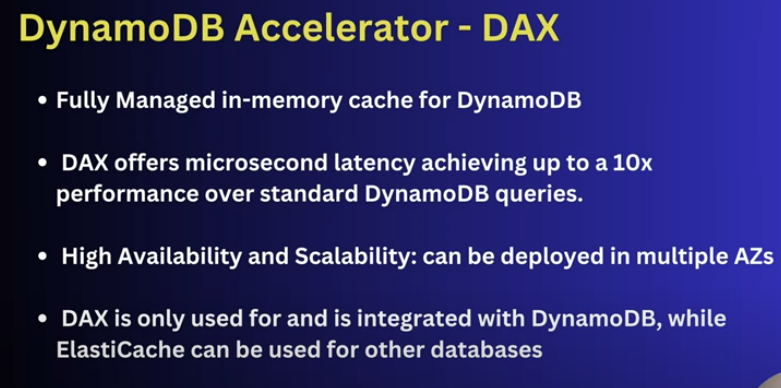 DynamoDB Accelerator - DAX
• Fully Managed in-memory cache for DynamoDB
• DAX offers microsecond latency achieving up to a 10x
performance over standard DynamoDB queries.
• High Availability and Scalability: can be deployed in multiple AZs
• DAX is only used for and is integrated with DynamoDB, while
ElastiCache can be used for other databases